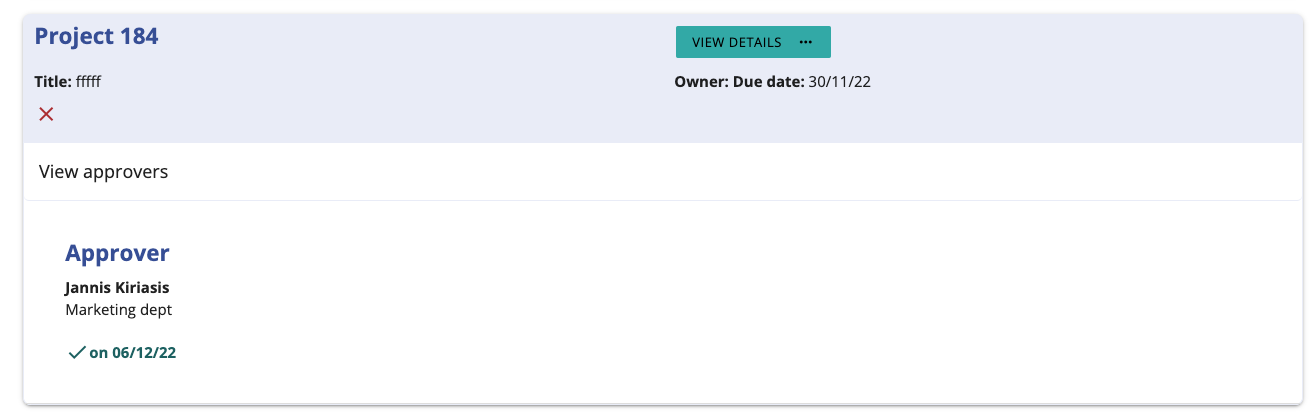 Project 184
VIEW DETAILS ...
Title: fffff
Owner: Due date: 30/11/22
View approvers
Approver
Jannis Kiriasis
Marketing dept
on 06/12/22